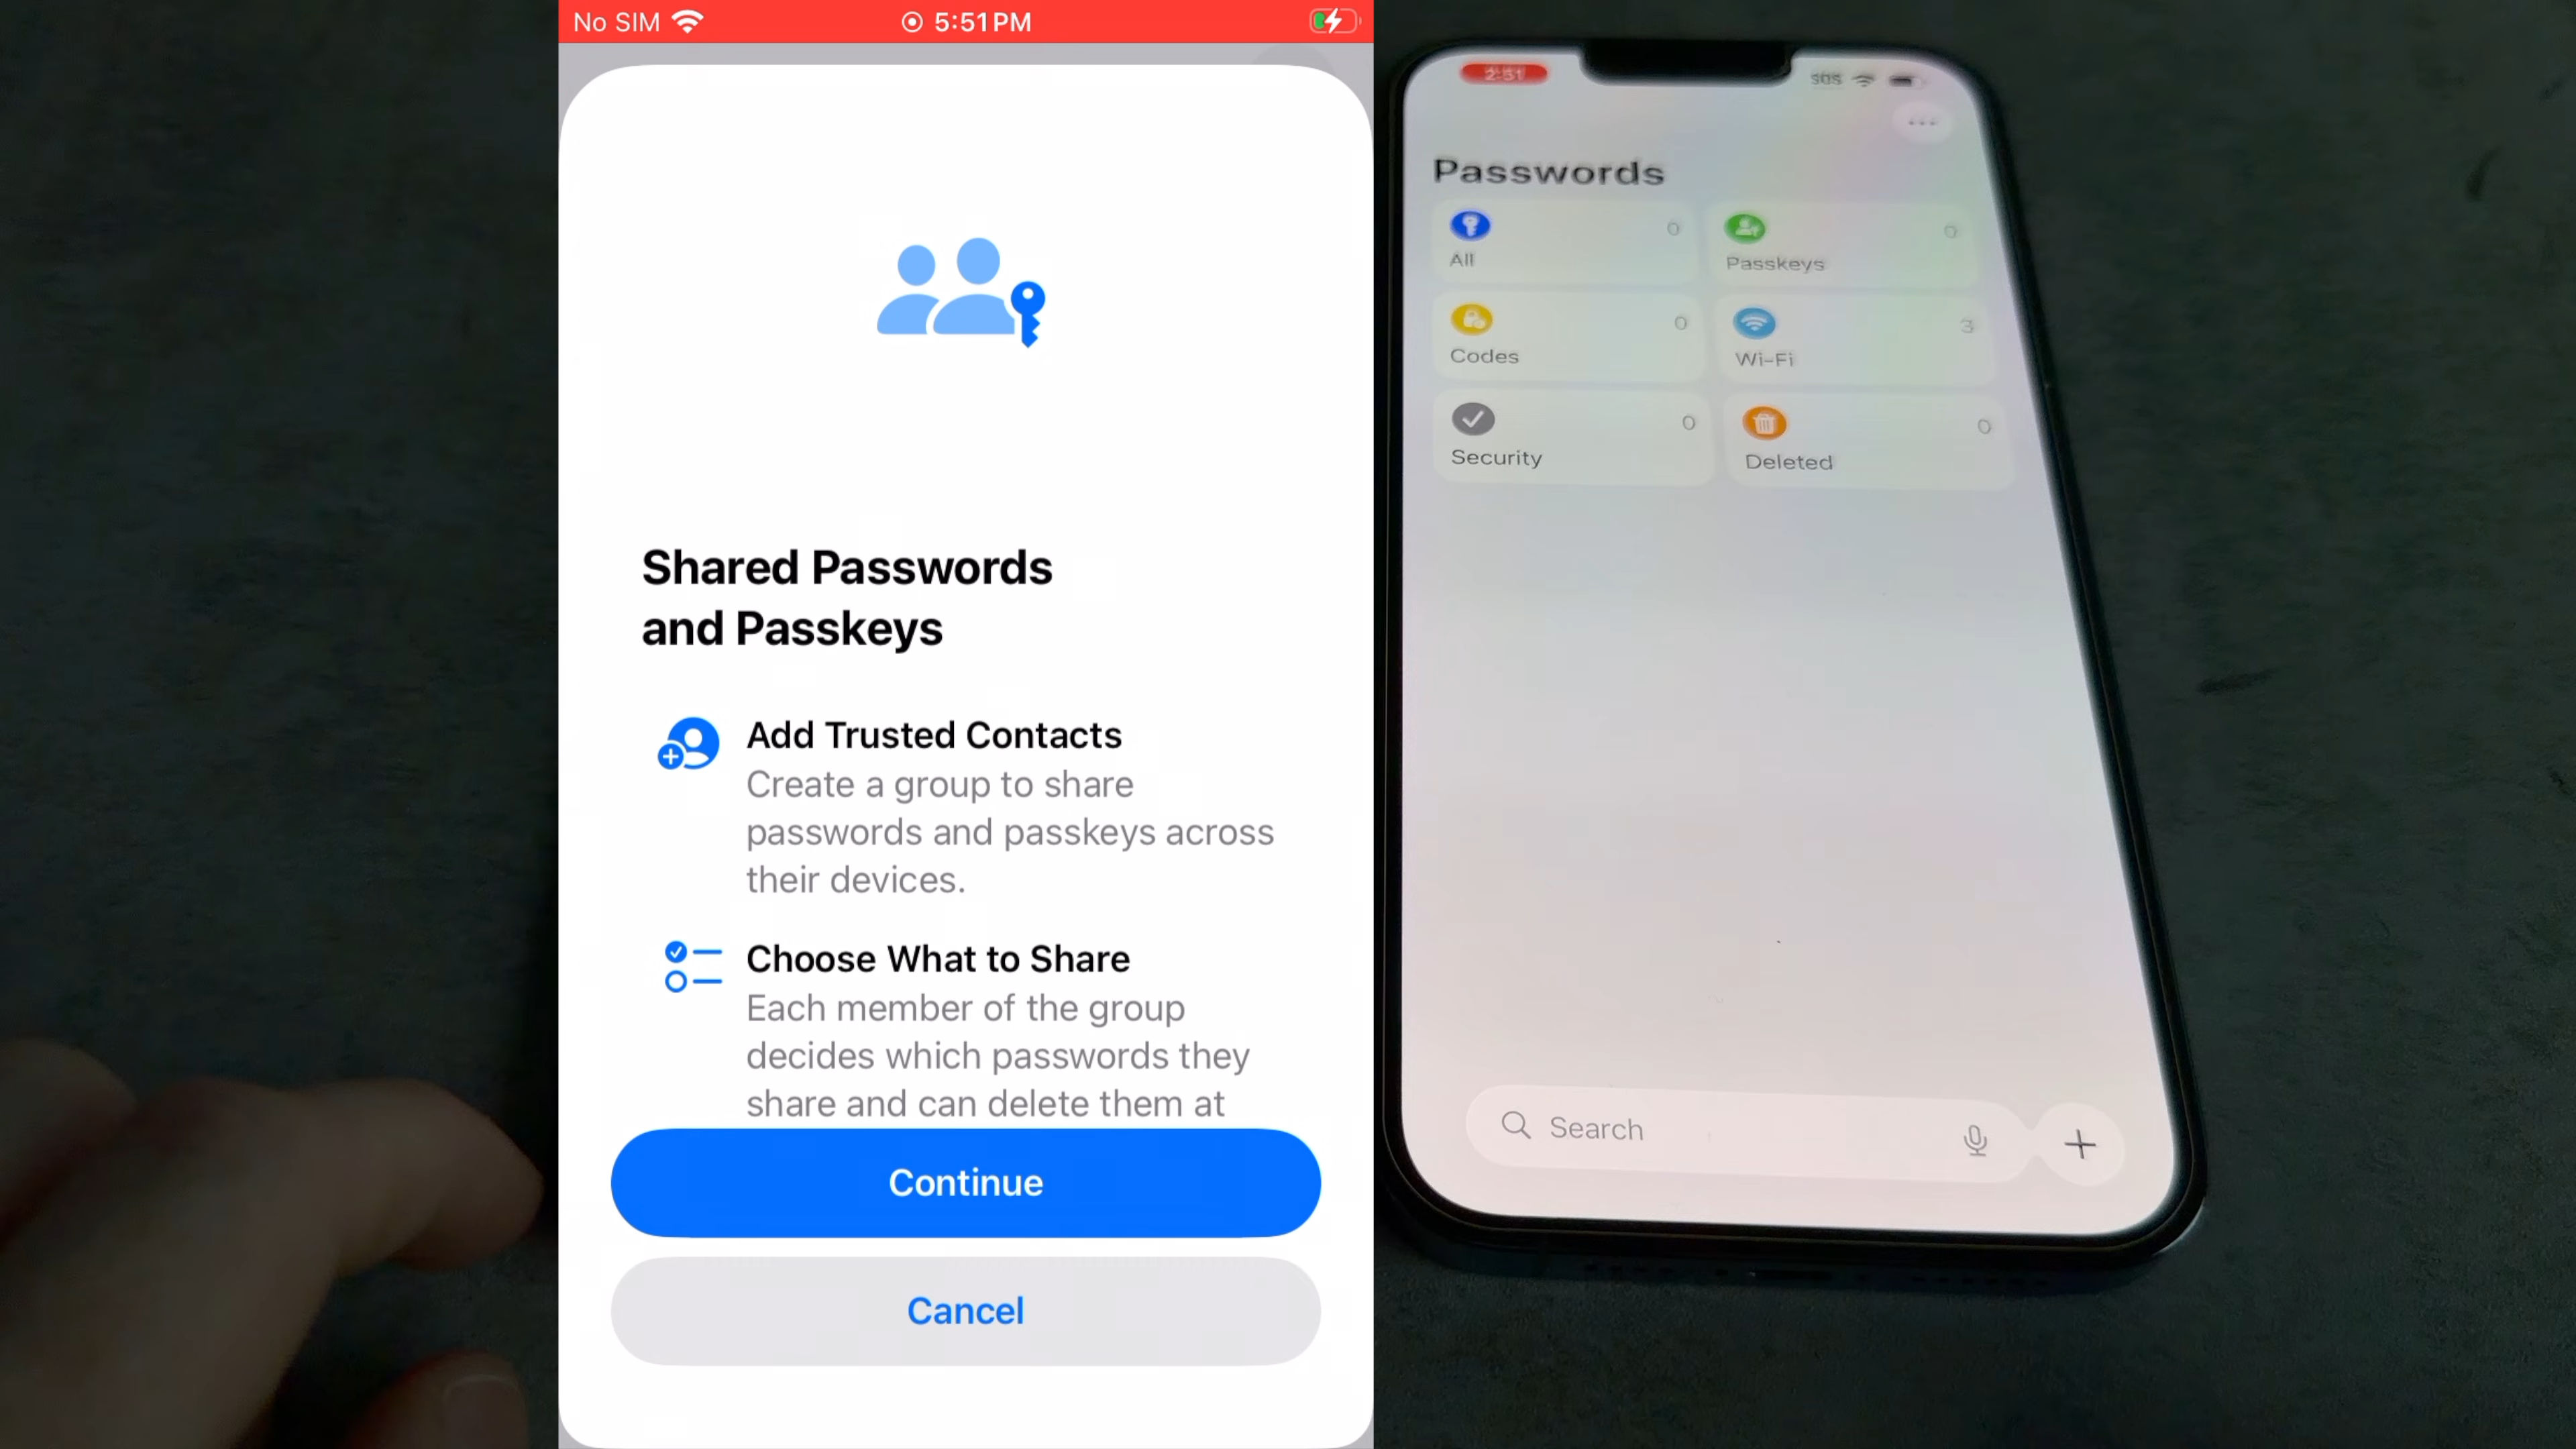 No SIM
5:51 PM
Shared Passwords
and Passkeys
Add Trusted Contacts
Create a group to share
passwords and passkeys across
their devices.
Choose What to Share
Each member of the group
decides which passwords they
share and can delete them at
Continue
Cancel
2:51
SOS
Passwords
0
0
All
Passkeys
0
3
Codes
Wi-Fi
0
0
Security
Deleted
Search